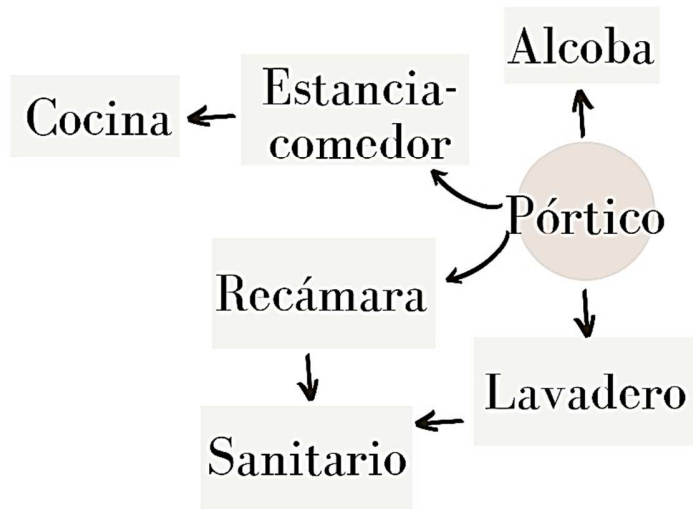 Alcoba
Estancia-
comedor
Cocina
Pórtico
Recámara
Lavadero
Sanitario